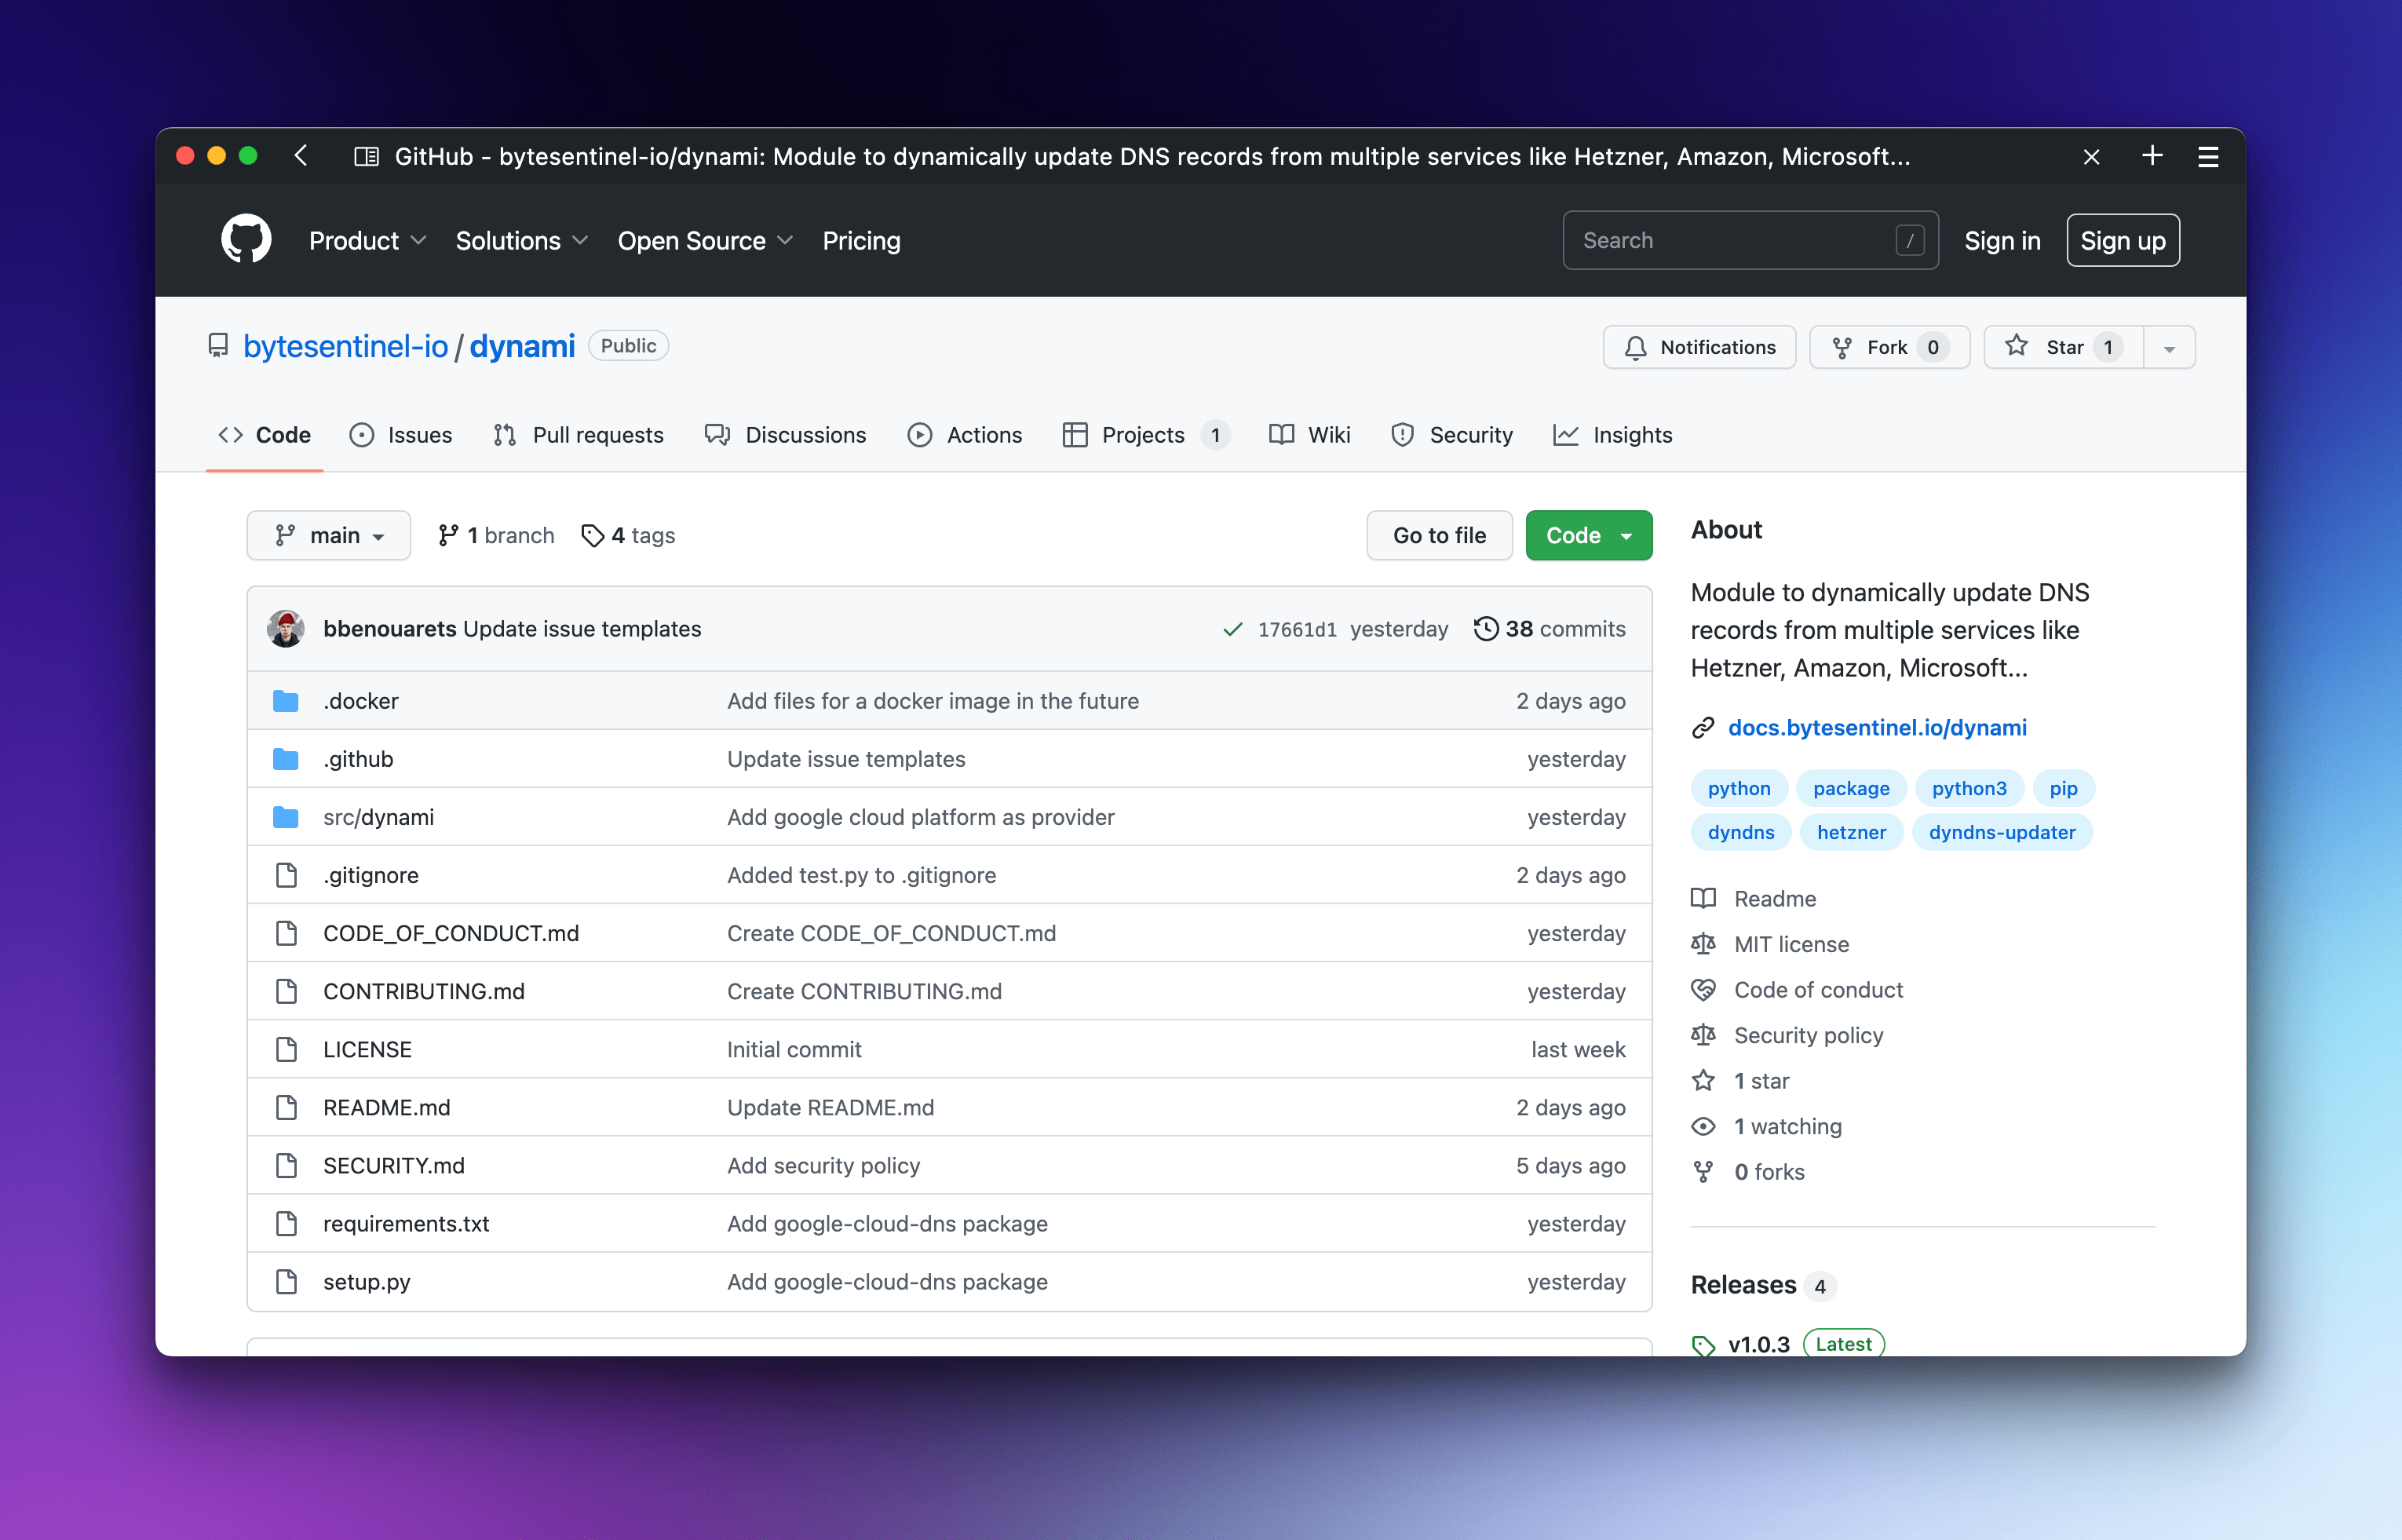 GitHub - bytesentinel-io/dynami: Module to dynamically update DNS records from multiple services like Hetzner, Amazon, Microsoft...
Product Solutions Open Source Pricing Search / Sign in Sign up
bytesentinel-io / dynami Public Notifications Fork 0 Star 1
Code Issues Pull requests Discussions Actions Projects 1 Wiki Security Insights
main 1 branch 4 tags Go to file Code
bbenouarets Update issue templates 17661d1 yesterday 38 commits
.docker Add files for a docker image in the future 2 days ago
.github Update issue templates yesterday
src/dynami Add google cloud platform as provider yesterday
.gitignore Added test.py to .gitignore 2 days ago
CODE_OF_CONDUCT.md Create CODE_OF_CONDUCT.md yesterday
CONTRIBUTING.md Create CONTRIBUTING.md yesterday
LICENSE Initial commit last week
README.md Update README.md 2 days ago
SECURITY.md Add security policy 5 days ago
requirements.txt Add google-cloud-dns package yesterday
setup.py Add google-cloud-dns package yesterday
About
Module to dynamically update DNS
records from multiple services like
Hetzner, Amazon, Microsoft...
docs.bytesentinel.io/dynami
python package python3 pip
dyndns hetzner dyndns-updater
Readme
MIT license
Code of conduct
Security policy
1 star
1 watching
0 forks
Releases 4
v1.0.3 Latest